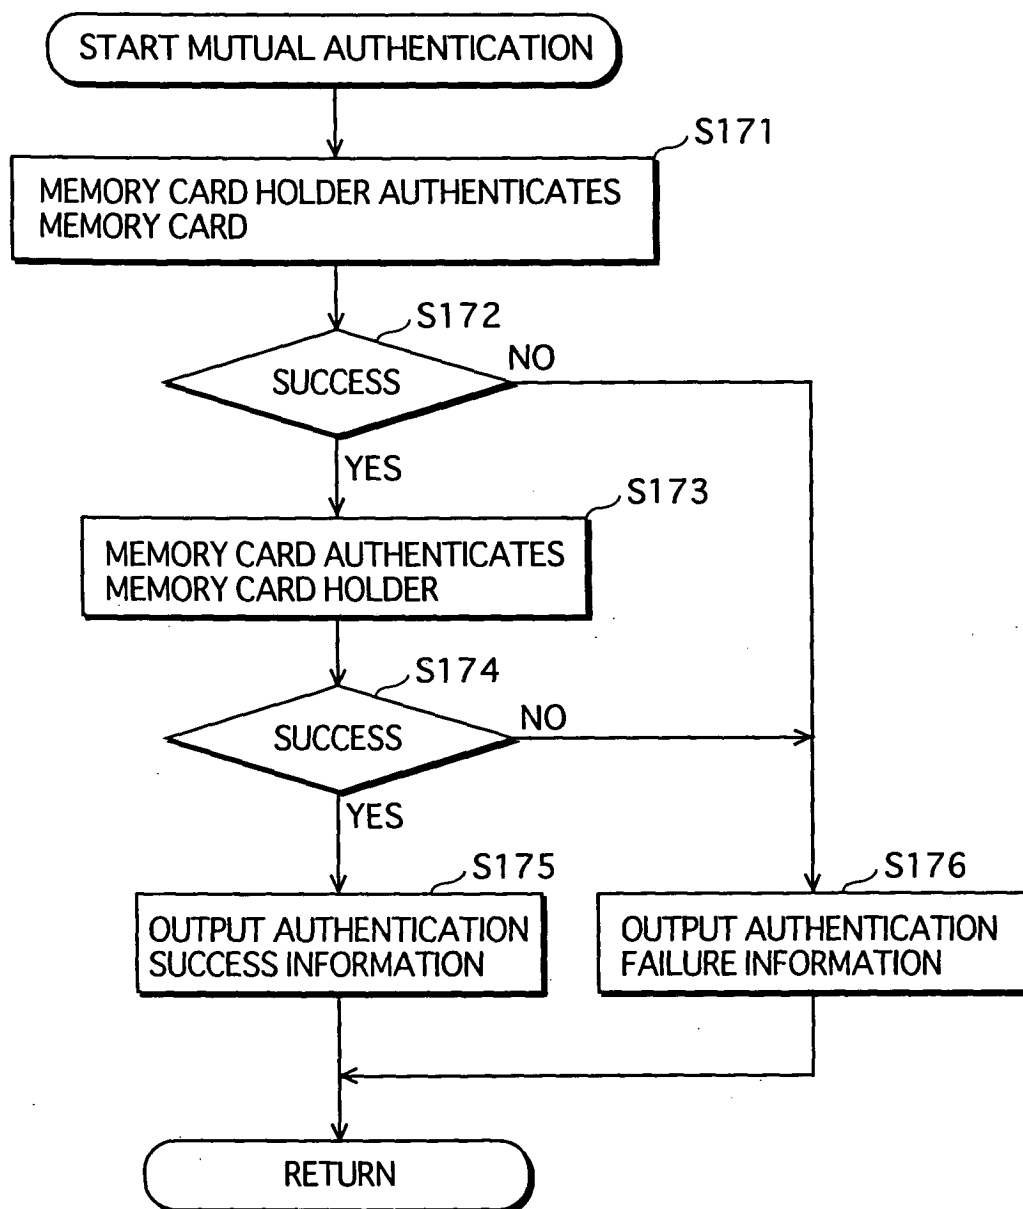 START MUTUAL AUTHENTICATION
S171
MEMORY CARD HOLDER AUTHENTICATES
MEMORY CARD
S172
SUCCESS
NO
YES
S173
MEMORY CARD AUTHENTICATES
MEMORY CARD HOLDER
S174
SUCCESS
NO
YES
S175
OUTPUT AUTHENTICATION
SUCCESS INFORMATION
S176
OUTPUT AUTHENTICATION
FAILURE INFORMATION
RETURN